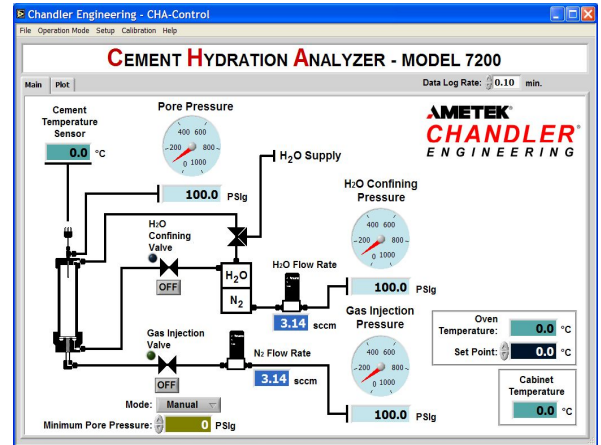 Chandler Engineering - CHA-Control
File Operation Mode Setup Calibration Help
CEMENT HYDRATION ANALYZER - MODEL 7200
Main Plot
Data Log Rate: 0.10 min.
Cement
Temperature
Sensor
0.0 °C
Pore Pressure
400 600
200 800
0 1000
100.0 PSIg
H2O Supply
AMETEK®
CHANDLER®
ENGINEERING
H2O
Confining
Valve
OFF
H2O
N2
H2O Flow Rate
3.14 sccm
H2O Confining
Pressure
400 600
200 800
0 1000
100.0 PSIg
Gas Injection
Valve
OFF
N2 Flow Rate
3.14 sccm
Gas Injection
Pressure
400 600
200 800
0 1000
100.0 PSIg
Mode: Manual
Minimum Pore Pressure: 0 PSIg
Oven
Temperature: 0.0 °C
Set Point: 0.0 °C
Cabinet
Temperature
0.0 °C